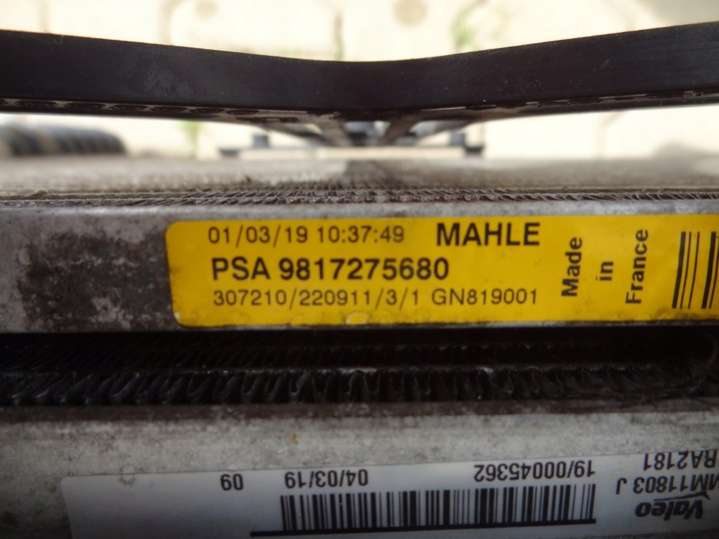 01/03/19 10:37:49 MAHLE
PSA 9817275680
307210/220911/3/1 GN819001
Made
in
France
Valeo
MM11803 J
RA2181
19/00045362
04/03/19
09